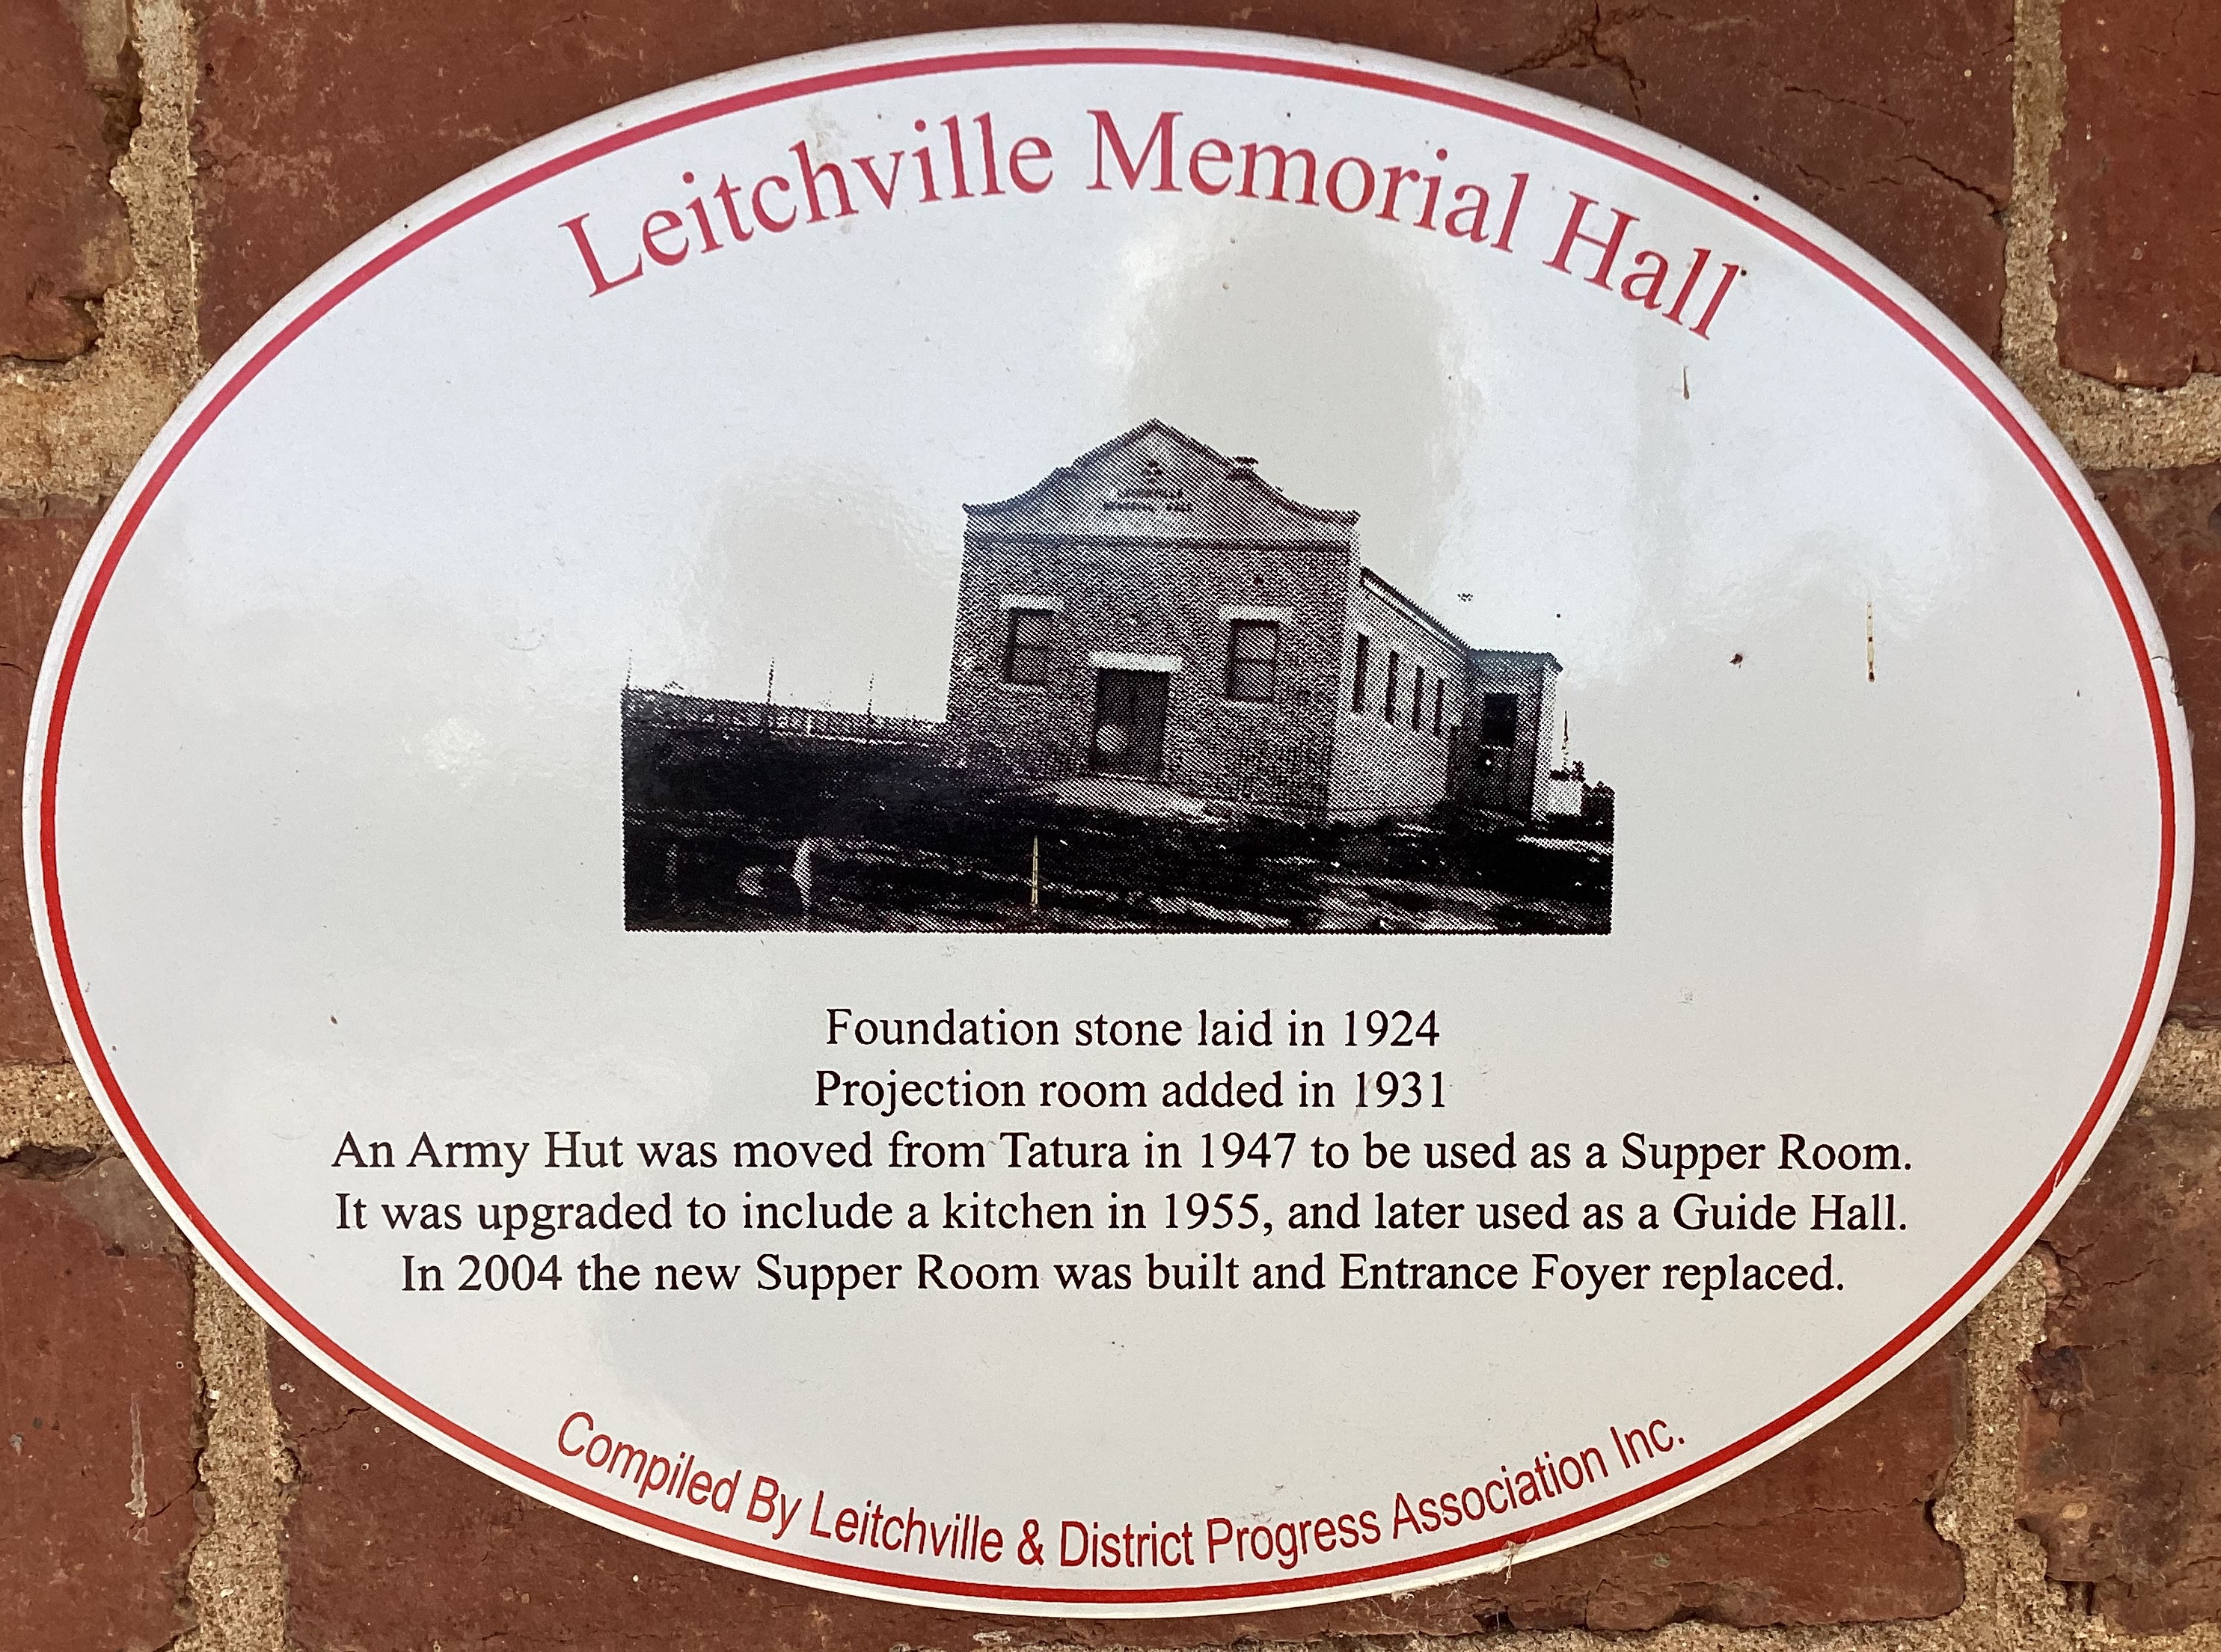 Leitchville Memorial Hall
LEITCHVILLE
MEMORIAL HALL
Foundation stone laid in 1924
Projection room added in 1931
An Army Hut was moved from Tatura in 1947 to be used as a Supper Room.
It was upgraded to include a kitchen in 1955, and later used as a Guide Hall.
In 2004 the new Supper Room was built and Entrance Foyer replaced.
Compiled By Leitchville & District Progress Association Inc.